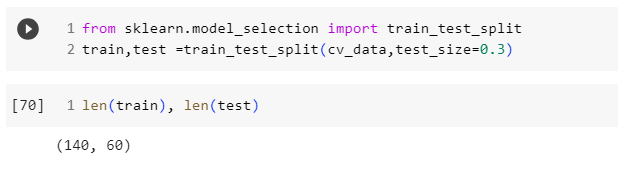 1 from sklearn.model_selection import train_test_split
2 train,test =train_test_split(cv_data,test_size=0.3)
[70] 1 len(train), len(test)
(140, 60)